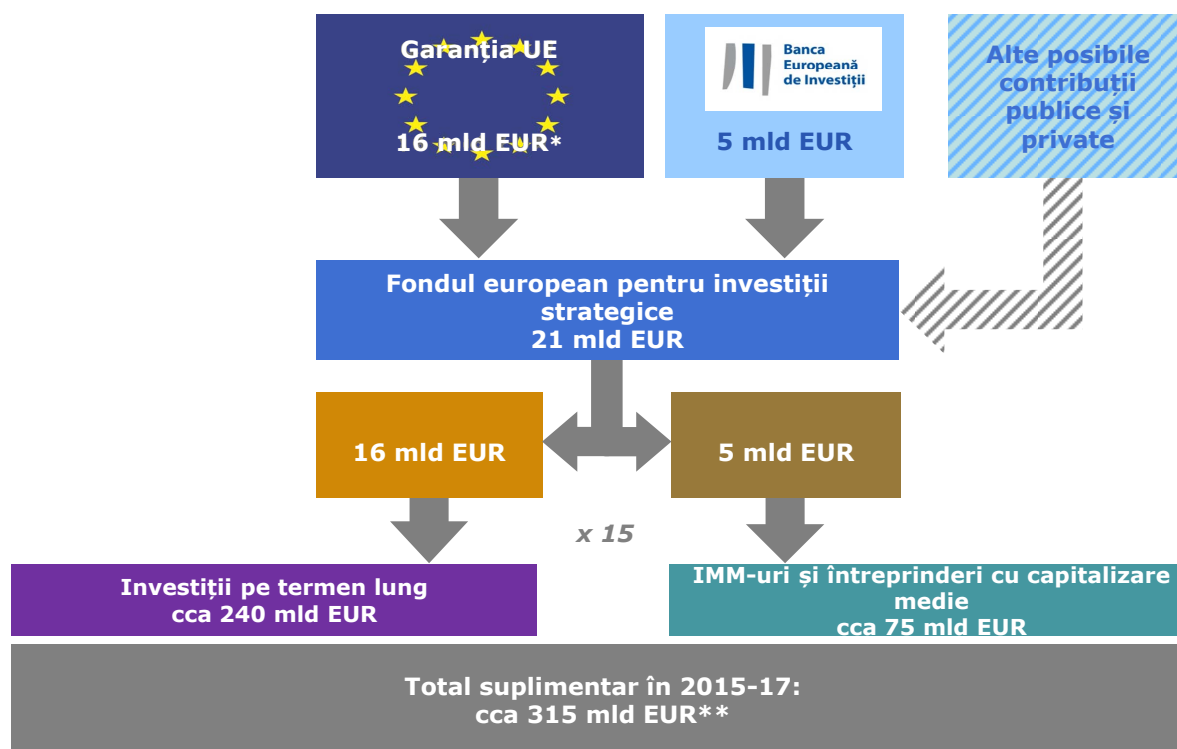 Garanția UE
16 mld EUR*
Banca
Europeană
de Investiții
5 mld EUR
Alte posibile
contribuții
publice și
private
Fondul european pentru investiții
strategice
21 mld EUR
16 mld EUR
5 mld EUR
x 15
Investiții pe termen lung
cca 240 mld EUR
IMM-uri și întreprinderi cu capitalizare
medie
cca 75 mld EUR
Total suplimentar în 2015-17:
cca 315 mld EUR**